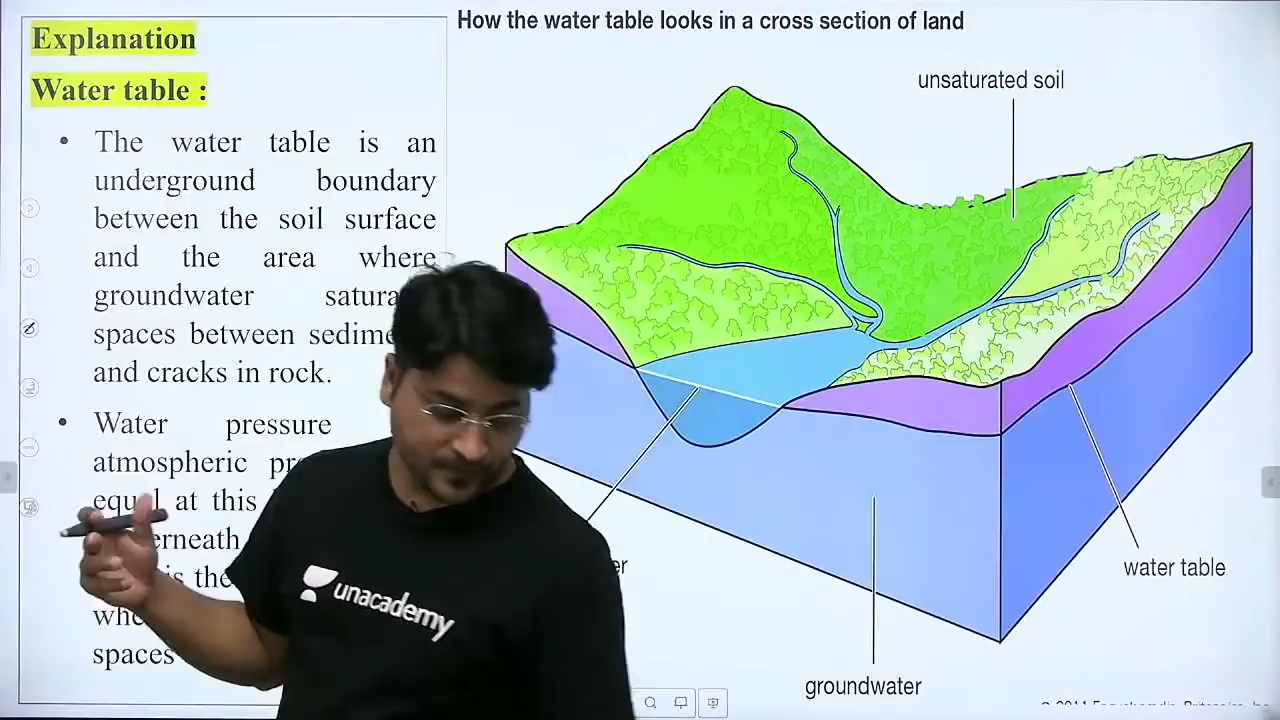 Explanation
Water table :
• The water table is an
underground boundary
between the soil surface
and the area where
groundwater
spaces between
and cracks in rock.
• Water pressure
atmospheric
equal at this
is the
spaces
How the water table looks in a cross section of land
unsaturated soil
water table
groundwater
unacademy